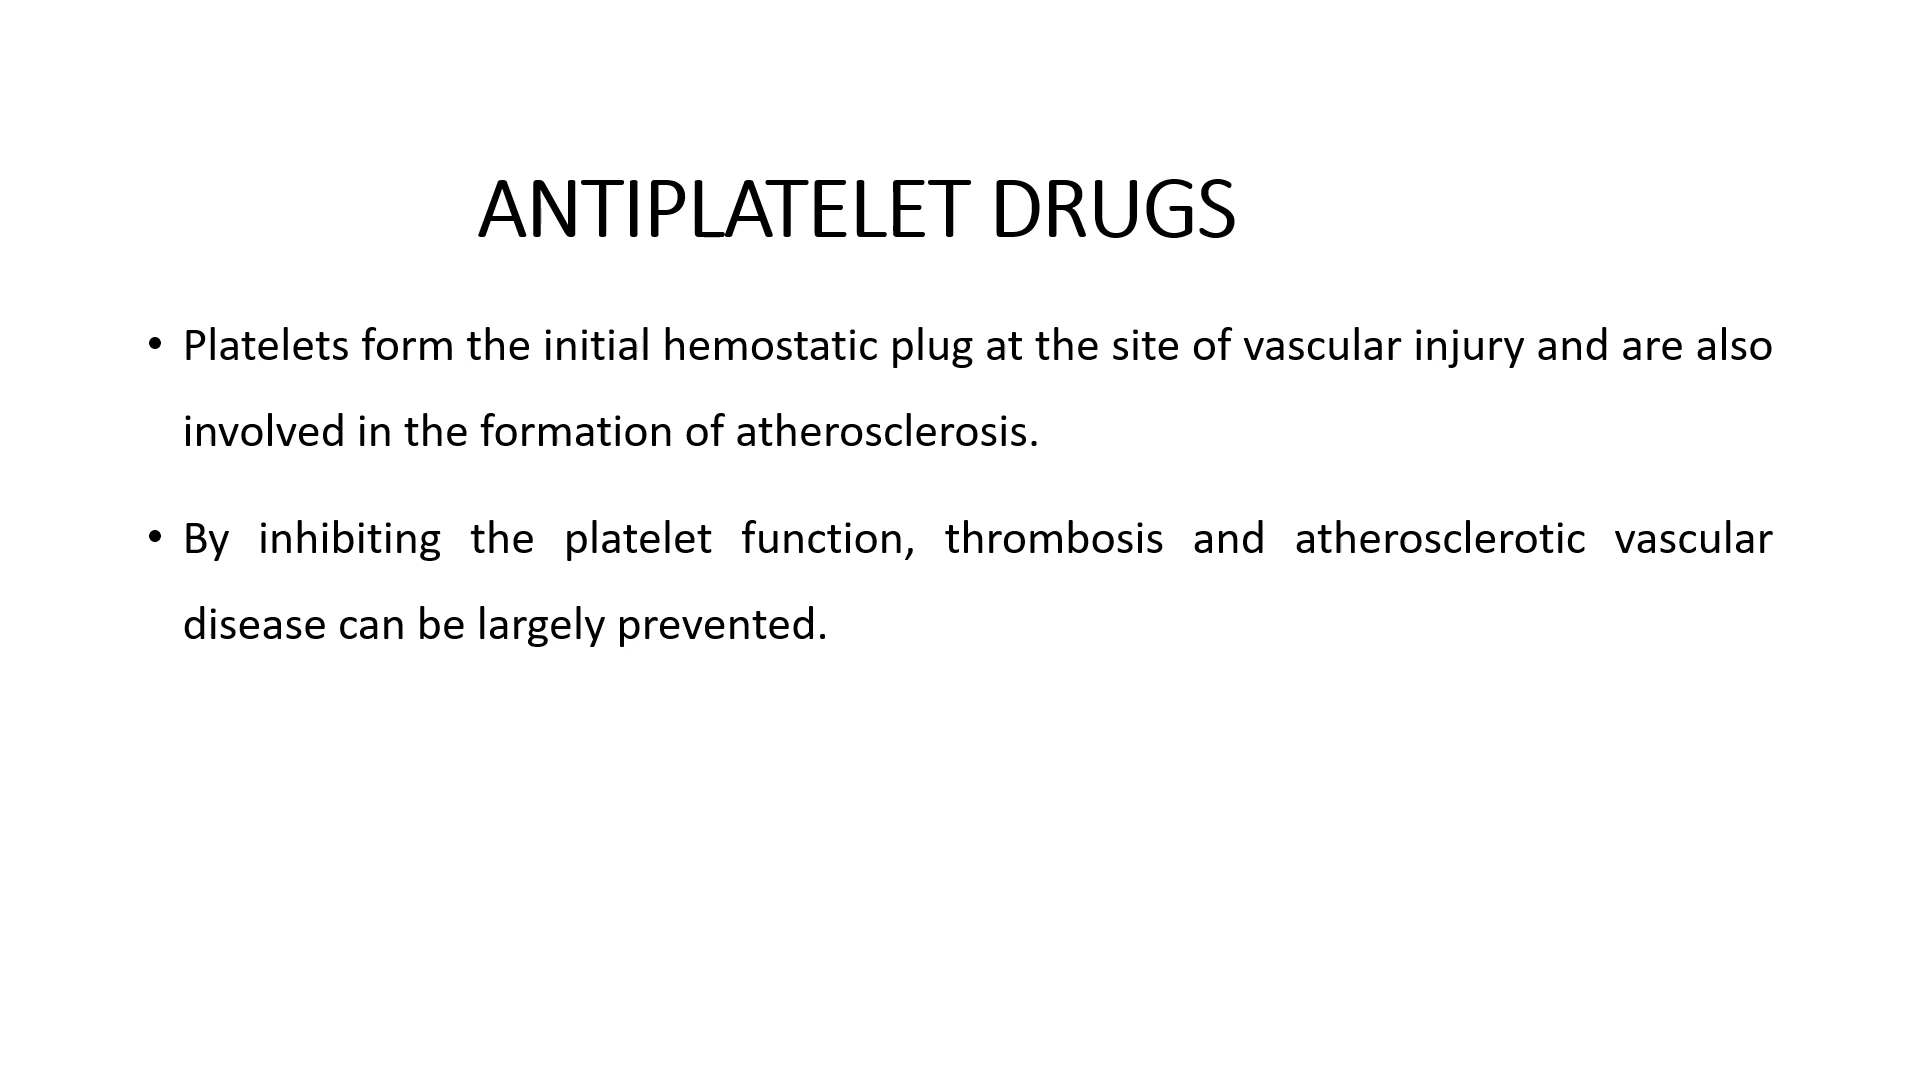 ANTIPLATELET DRUGS
• Platelets form the initial hemostatic plug at the site of vascular injury and are also
involved in the formation of atherosclerosis.
• By inhibiting the platelet function, thrombosis and atherosclerotic vascular
disease can be largely prevented.